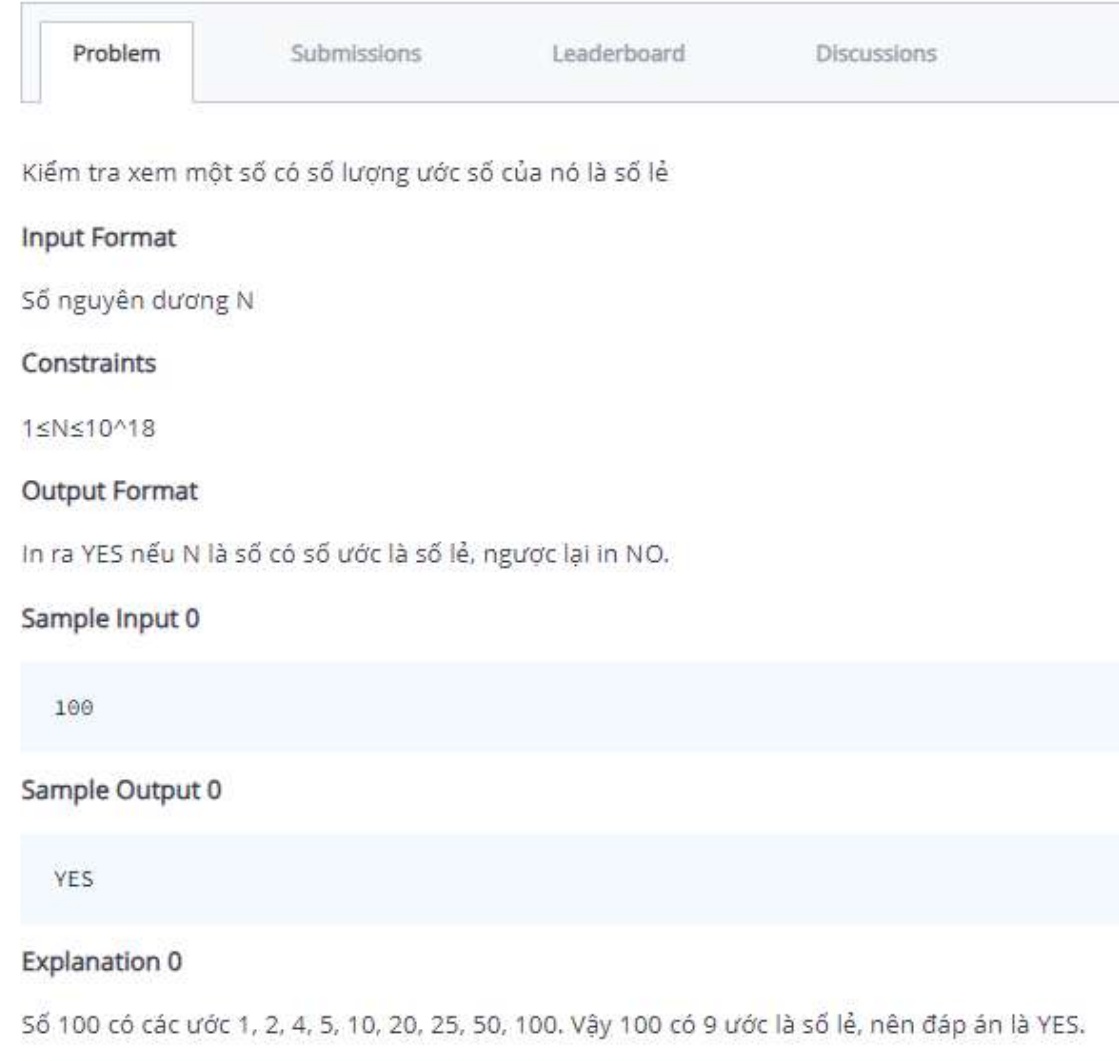 Problem Submissions Leaderboard Discussions
Kiểm tra xem một số có số lượng ước số của nó là số lẻ
Input Format
Số nguyên dương N
Constraints
1≤N≤10^18
Output Format
In ra YES nếu N là số có số ước là số lẻ, ngược lại in NO.
Sample Input 0
100
Sample Output 0
YES
Explanation 0
Số 100 có các ước 1, 2, 4, 5, 10, 20, 25, 50, 100. Vậy 100 có 9 ước là số lẻ, nên đáp án là YES.